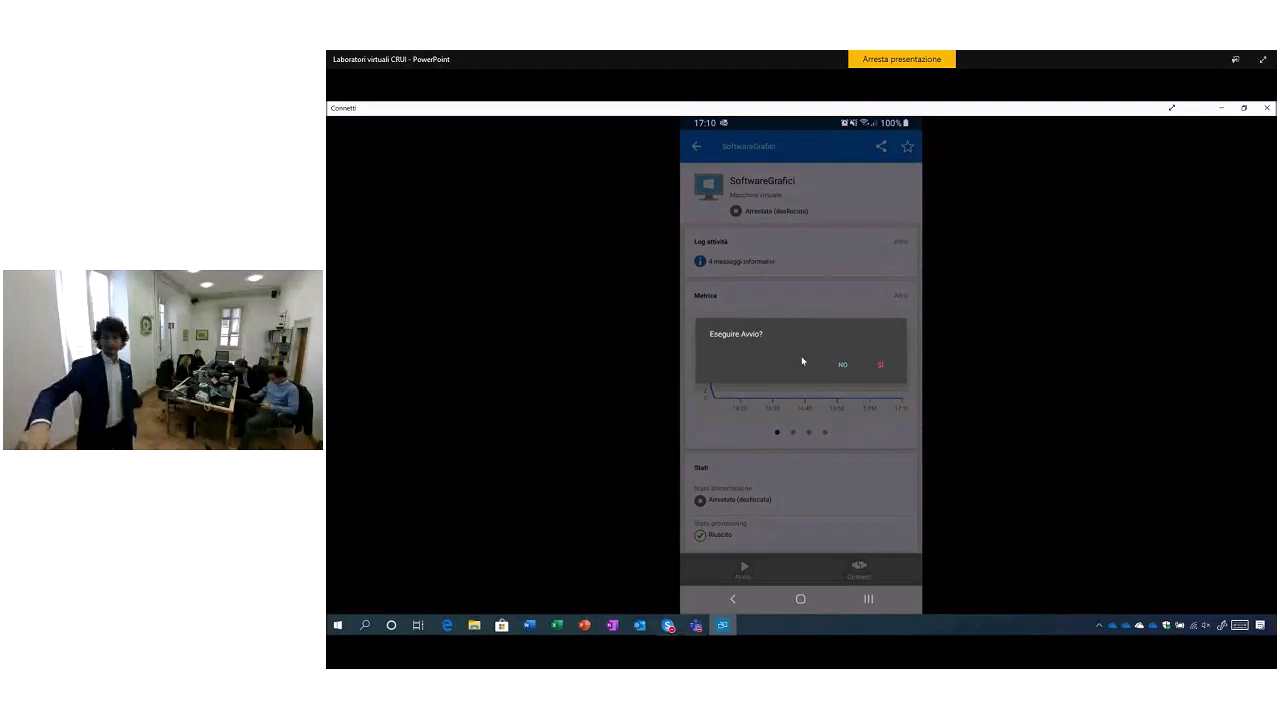 Laboratori virtuali CRUI - PowerPoint
Arresta presentazione
Connetti
17:10
100%
SoftwareGrafici
SoftwareGrafici
Macchina virtuale
Arrestata (deallocata)
Log attività
Altro
4 messaggi informativi
Metrica
Altro
Eseguire Avvio?
NO
SÌ
16:20 16:30 16:40 16:50 5 PM 17:10
Stati
Stato alimentazione
Arrestata (deallocata)
Stato provisioning
Riuscito
Avvio
Connect